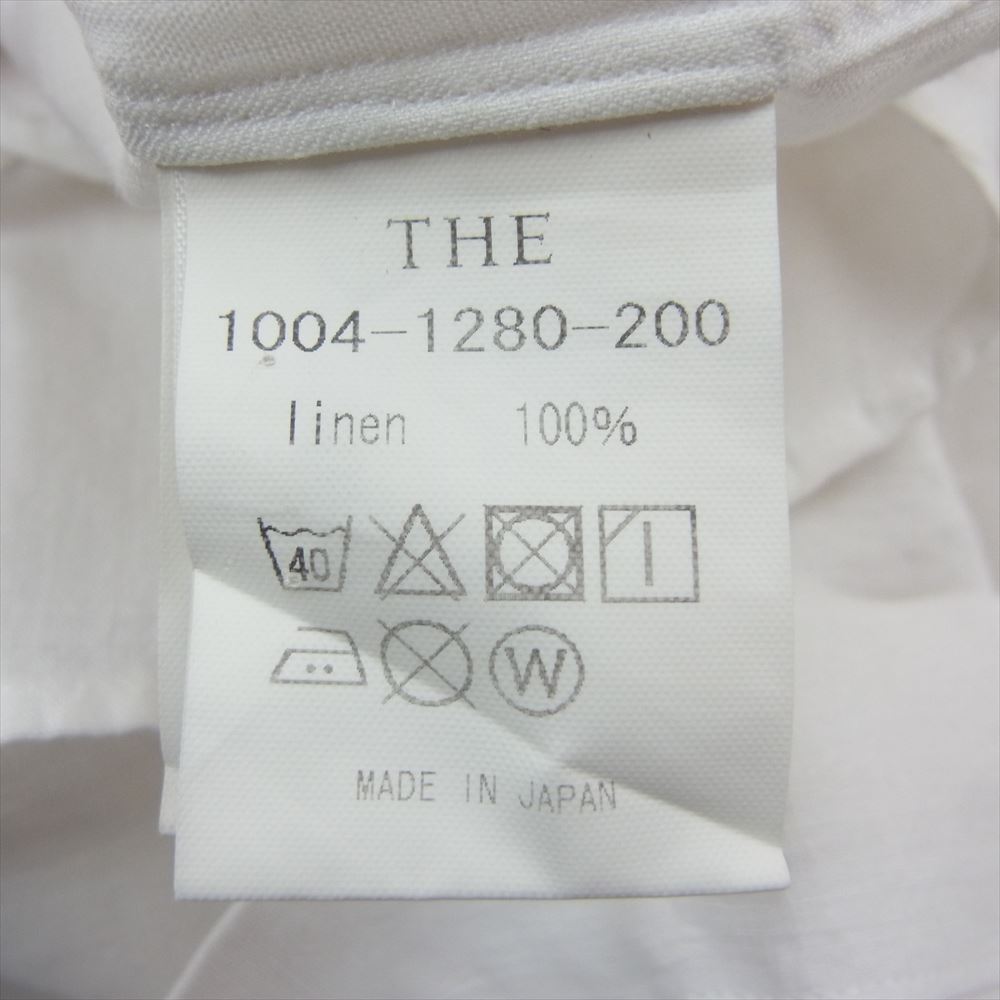 THE
1004-1280-200
linen 100%
40
W
MADE IN JAPAN